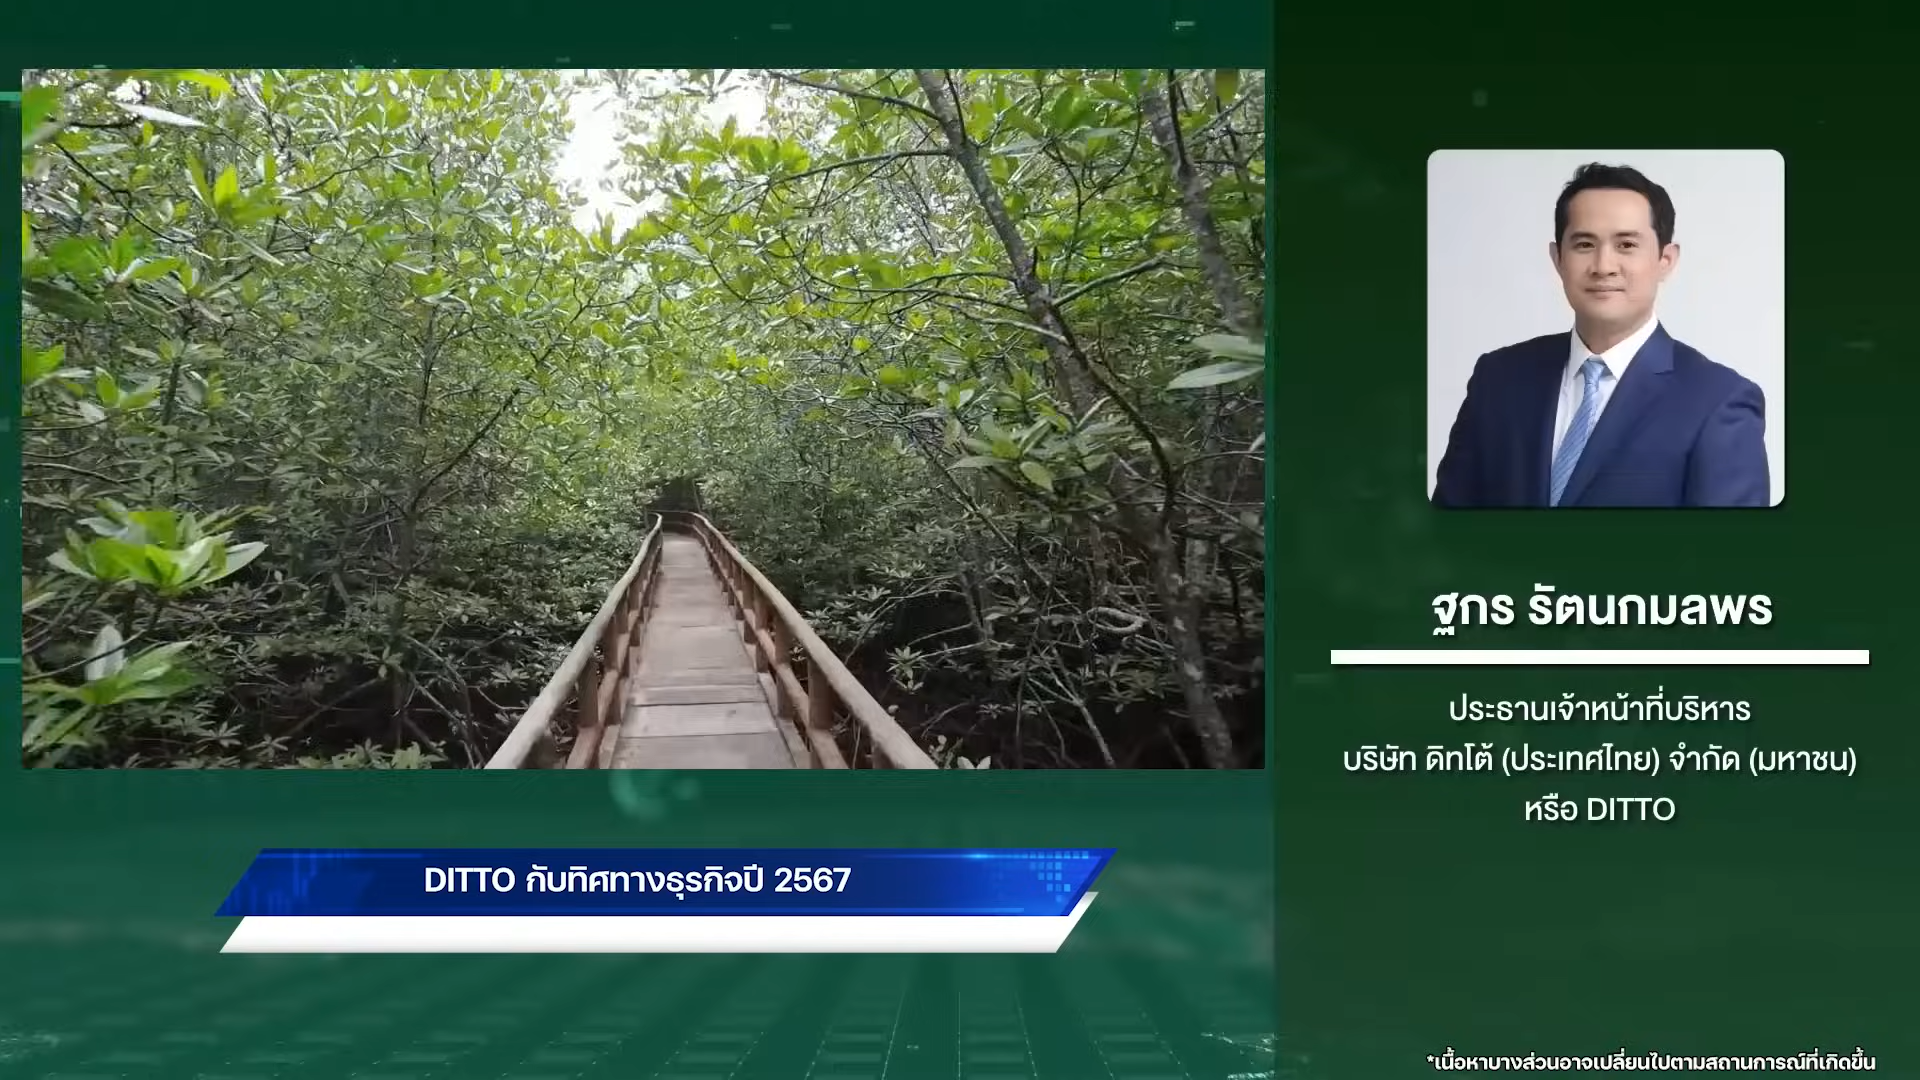 ฐกร รัตนกมลพร
ประธานเจ้าหน้าที่บริหาร
บริษัท ดิทโต้ (ประเทศไทย) จำกัด (มหาชน)
หรือ DITTO
DITTO กับทิศทางธุรกิจปี 2567
*เนื้อหาบางส่วนอาจเปลี่ยนไปตามสถานการณ์ที่เกิดขึ้น